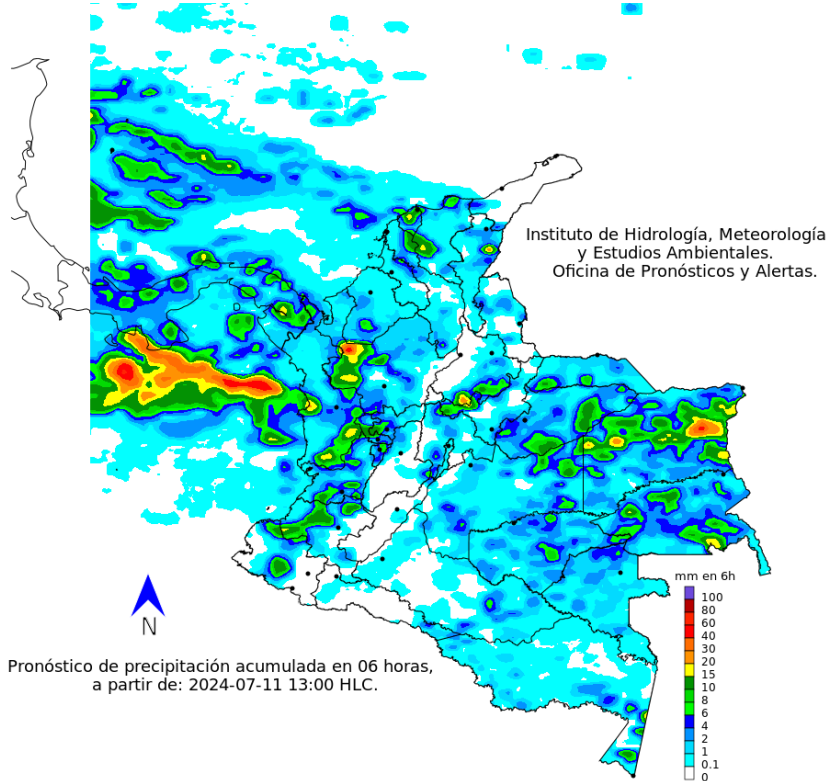 Instituto de Hidrología, Meteorología
y Estudios Ambientales.
Oficina de Pronósticos y Alertas.
mm en 6h
100
80
60
40
30
20
15
10
8
6
4
2
1
0.1
0
N
Pronóstico de precipitación acumulada en 06 horas,
a partir de: 2024-07-11 13:00 HLC.